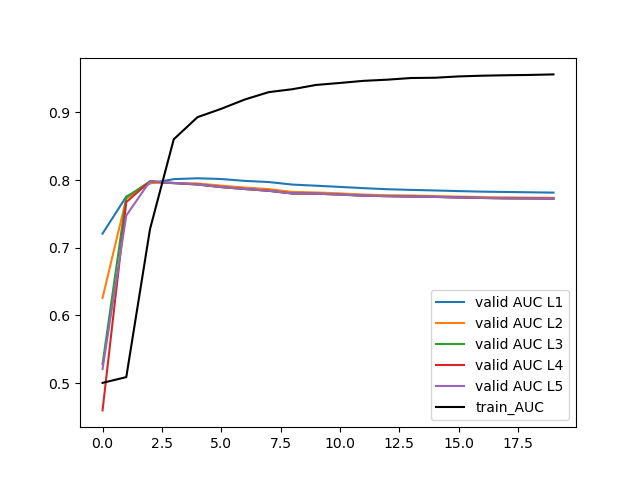 0.9
0.8
0.7
0.6
0.5
0.0 2.5 5.0 7.5 10.0 12.5 15.0 17.5
valid AUC L1
valid AUC L2
valid AUC L3
valid AUC L4
valid AUC L5
train_AUC